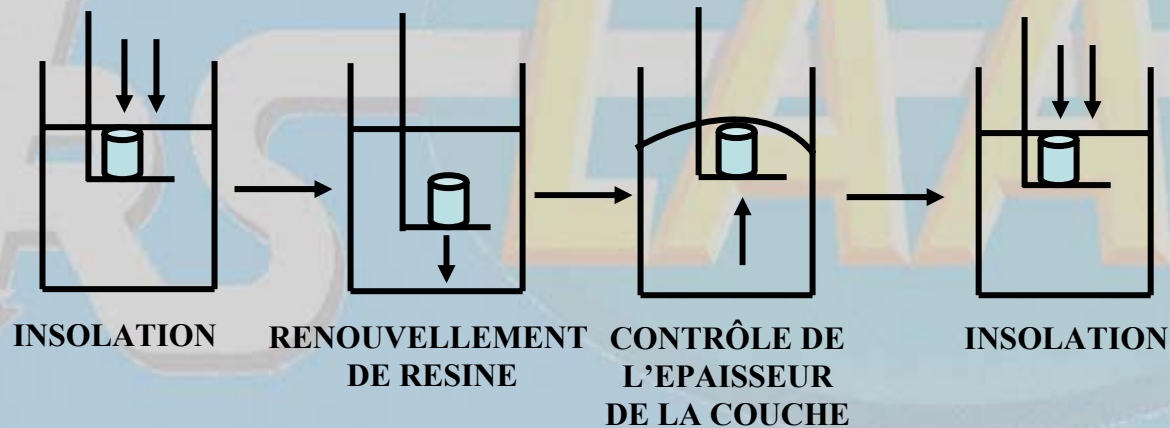 INSOLATION
RENOUVELLEMENT
DE RESINE
CONTRÔLE DE
L'EPAISSEUR
DE LA COUCHE
INSOLATION